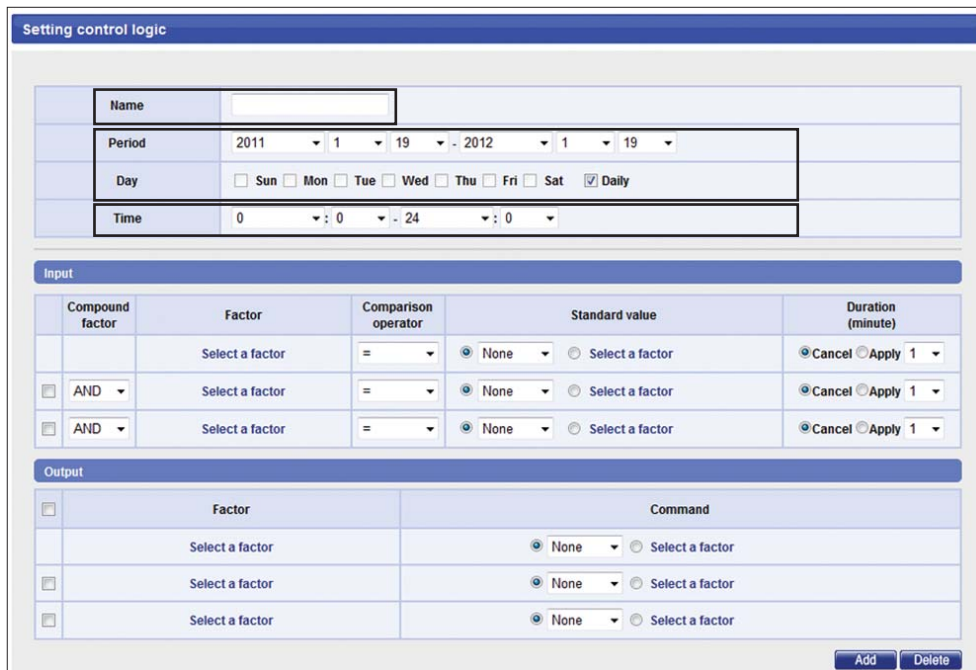 Setting control logic
Name
Period 2011 1 19 - 2012 1 19
Day Sun Mon Tue Wed Thu Fri Sat Daily
Time 0 : 0 - 24 : 0
Input
Compound factor Factor Comparison operator Standard value Duration (minute)
Select a factor = None Select a factor Cancel Apply 1
AND Select a factor = None Select a factor Cancel Apply 1
AND Select a factor = None Select a factor Cancel Apply 1
Output
Factor Command
Select a factor None Select a factor
Select a factor None Select a factor
Select a factor None Select a factor
Add Delete